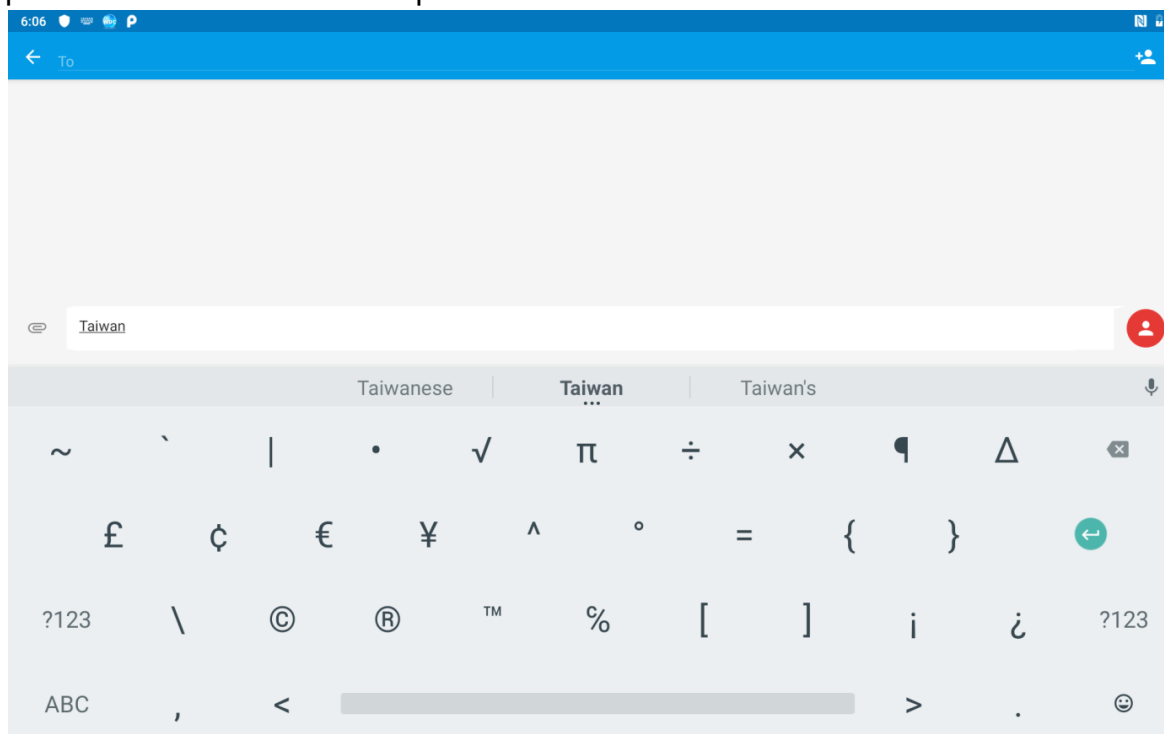 6:06
To
Taiwan
Taiwanese Taiwan Taiwan's
~ ` | • √ π ÷ × ¶ Δ
£ ¢ € ¥ ^ ° = { }
?123 \ © ® ™ ℅ [ ] ¡ ¿ ?123
ABC , < > .